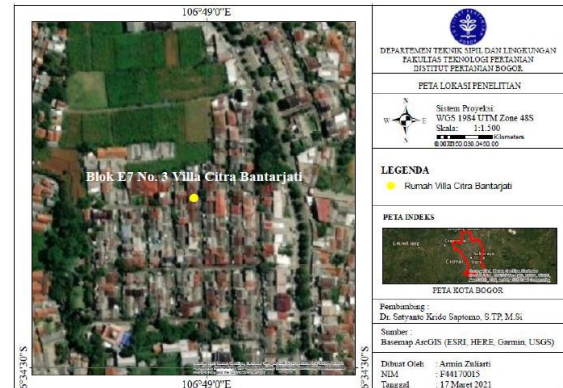 106°49'0"E
Blok E7 No. 3 Villa Citra Bantarjati
6°34'30"S
6°34'30"S
106°49'0"E
DEPARTEMEN TEKNIK SIPIL DAN LINGKUNGAN
FAKULTAS TEKNOLOGI PERTANIAN
INSTITUT PERTANIAN BOGOR
PETA LOKASI PENELITIAN
N
W E
S
Sistem Proyeksi:
WGS 1984 UTM Zone 48S
Skala: 1:1.500
Kilometers
LEGENDA
Rumah Villa Citra Bantarjati
PETA INDEKS
PETA KOTA BOGOR
Pembimbing :
Dr. Satyanto Krido Saptomo, S.TP, M.Si
Sumber :
Basemap ArcGIS (ESRI, HERE, Garmin, USGS)
Dibuat Oleh : Armin Zuliarti
NIM : F44170015
Tanggal : 17 Maret 2021